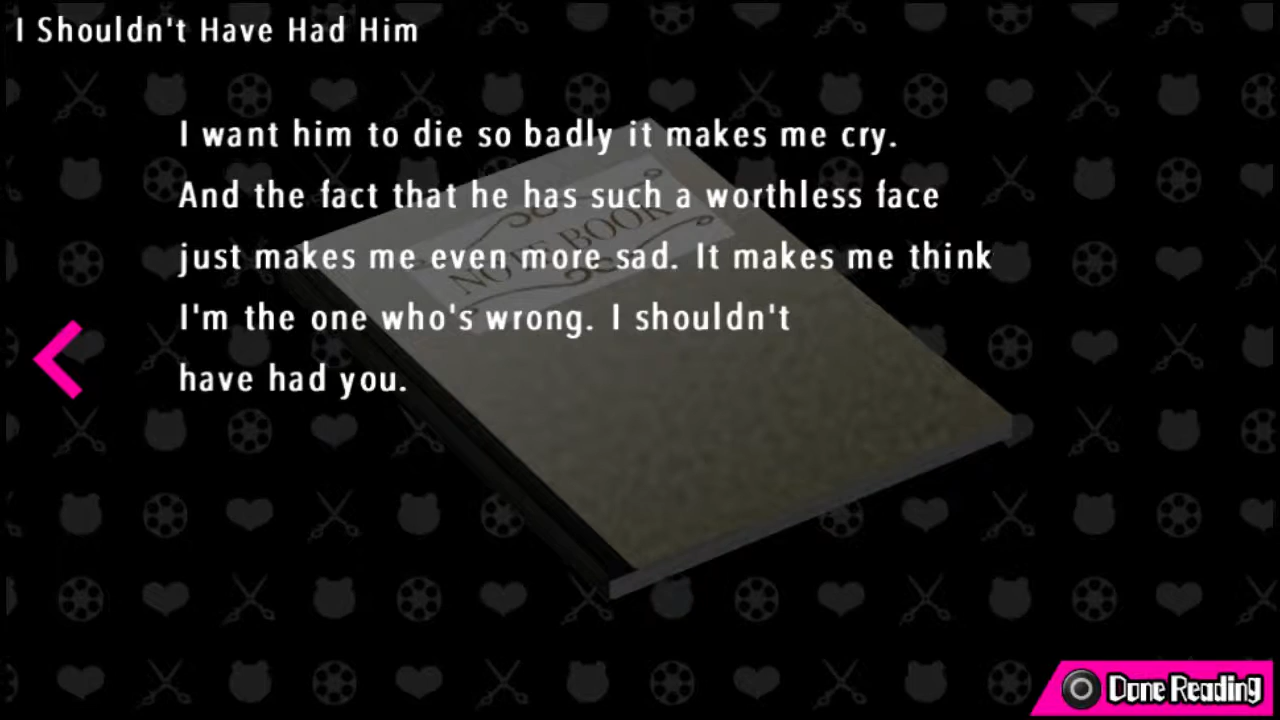 I Shouldn't Have Had Him
I want him to die so badly it makes me cry.
And the fact that he has such a worthless face
just makes me even more sad. It makes me think
I'm the one who's wrong. I shouldn't
have had you.
NOTE BOOK
Done Reading